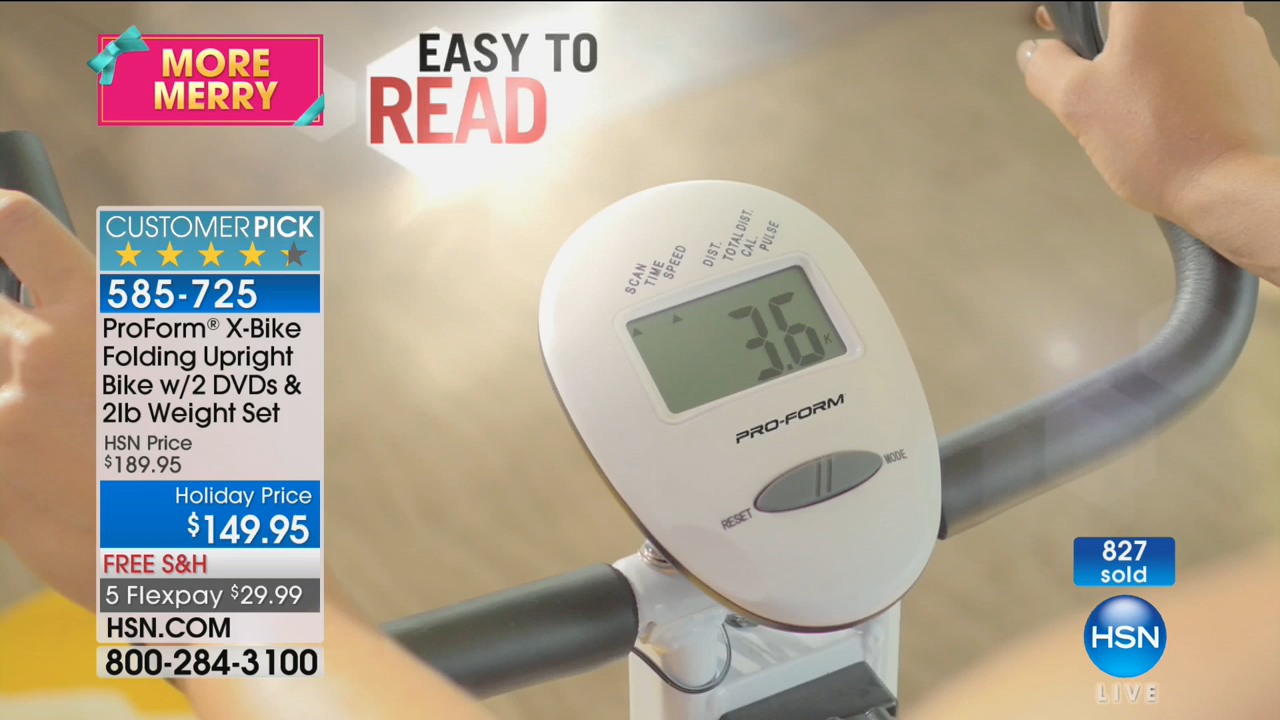 MORE
MERRY
EASY TO
READ
CUSTOMER PICK
585-725
ProForm® X-Bike
Folding Upright
Bike w/2 DVDs &
2lb Weight Set
HSN Price
$189.95
Holiday Price
$149.95
FREE S&H
5 Flexpay $29.99
HSN.COM
800-284-3100
SCAN
TIME
SPEED
DIST.
TOTAL DIST.
CAL.
PULSE
3.6 K
PRO-FORM
MODE
RESET
827
sold
HSN
LIVE